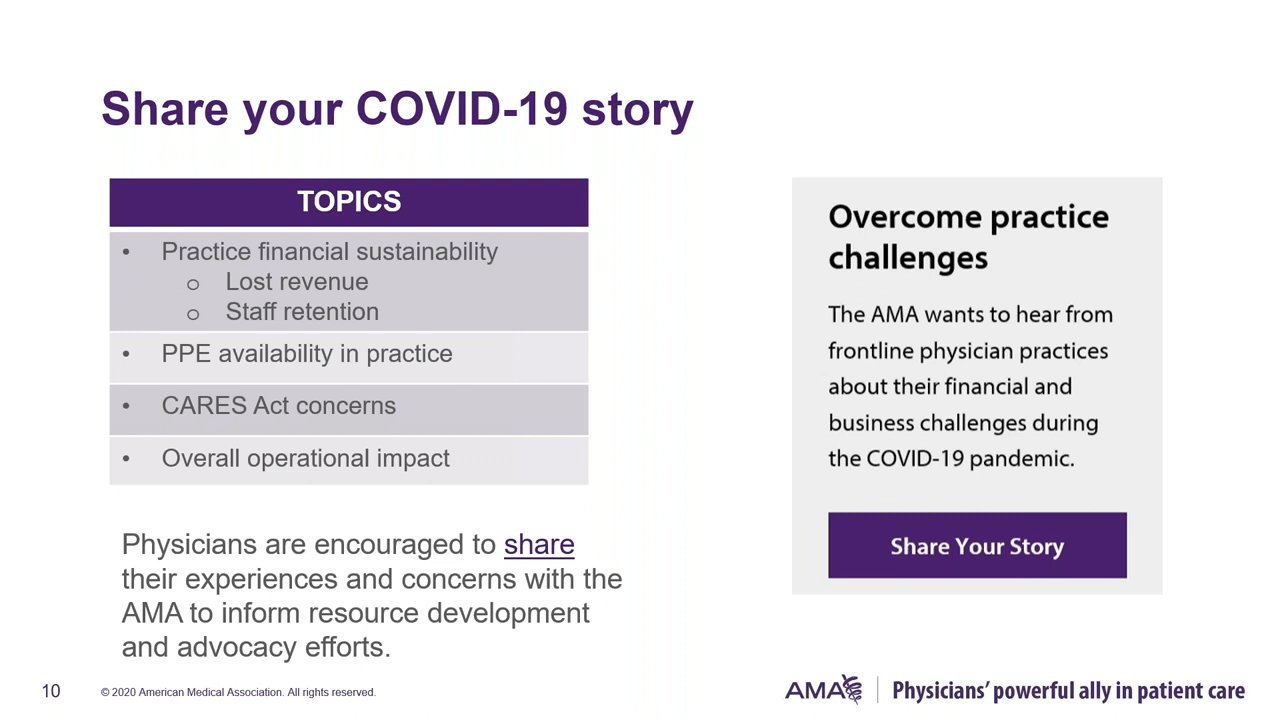 Share your COVID-19 story
TOPICS
• Practice financial sustainability
o Lost revenue
o Staff retention
• PPE availability in practice
• CARES Act concerns
• Overall operational impact
Physicians are encouraged to share
their experiences and concerns with the
AMA to inform resource development
and advocacy efforts.
Overcome practice
challenges
The AMA wants to hear from
frontline physician practices
about their financial and
business challenges during
the COVID-19 pandemic.
Share Your Story
10
© 2020 American Medical Association. All rights reserved.
AMA
Physicians’ powerful ally in patient care